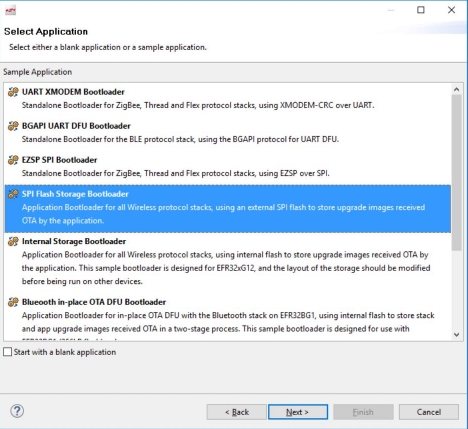 Select Application
Select either a blank application or a sample application.
Sample Application
UART XMODEM Bootloader
Standalone Bootloader for ZigBee, Thread and Flex protocol stacks, using XMODEM-CRC over UART.
BGAPI UART DFU Bootloader
Standalone Bootloader for the BLE protocol stack, using the BGAPI protocol for UART DFU.
EZSP SPI Bootloader
Standalone Bootloader for ZigBee, Thread and Flex protocol stacks, using EZSP over SPI.
SPI Flash Storage Bootloader
Application Bootloader for all Wireless protocol stacks, using an external SPI flash to store upgrade images received
OTA by the application.
Internal Storage Bootloader
Application Bootloader for all Wireless protocol stacks, using internal flash to store upgrade images received OTA by
the application. This sample bootloader is designed for EFR32xG12, and the layout of the storage should be modified
before being run on other devices.
Blueooth in-place OTA DFU Bootloader
Application Bootloader for in-place OTA DFU with the Bluetooth stack on EFR32BG1, using internal flash to store stack
and app upgrade images received OTA in a two-stage process. This sample bootloader is designed for use with
Start with a blank application
? < Back Next > Finish Cancel